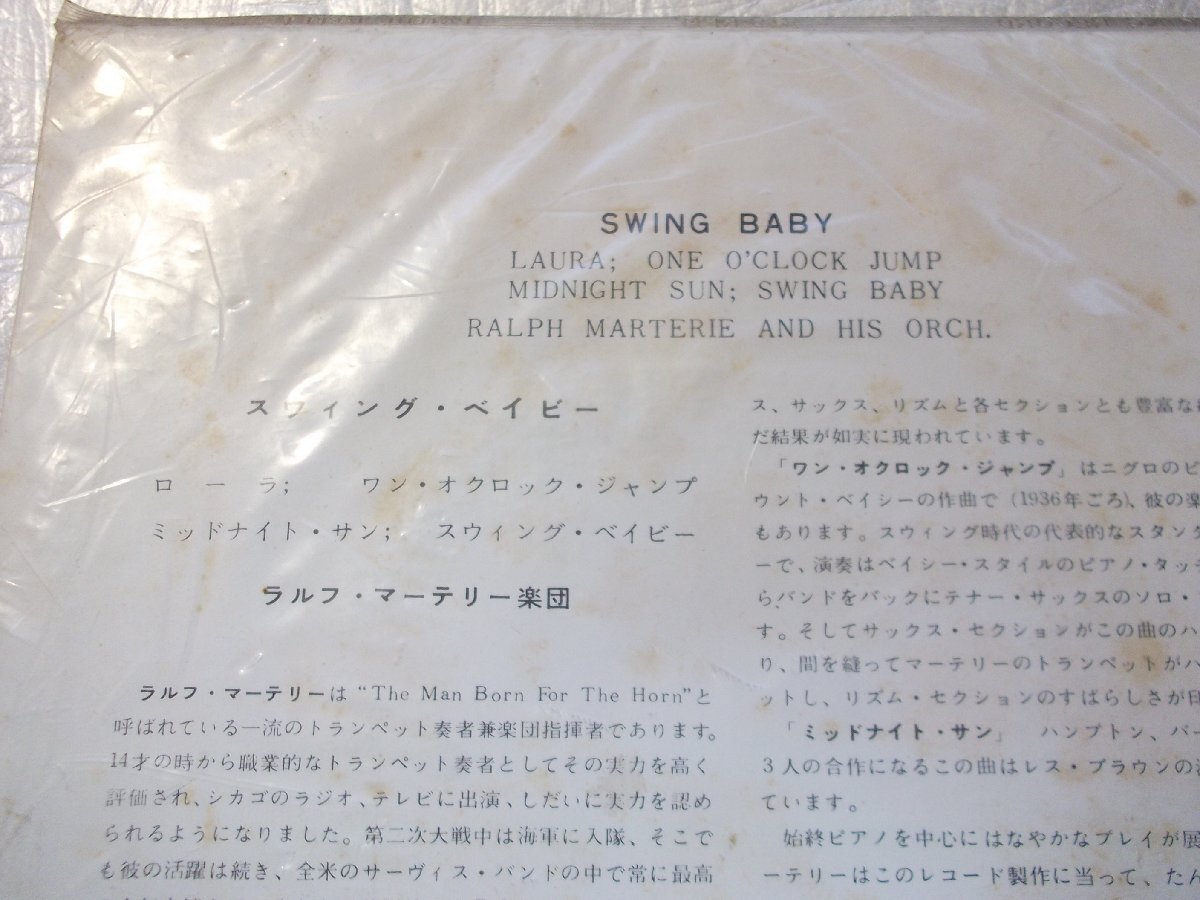 SWING BABY
LAURA; ONE O'CLOCK JUMP
MIDNIGHT SUN; SWING BABY
RALPH MARTERIE AND HIS ORCH.
スウィング・ベイビー
ローラ; ワン・オクロック・ジャンプ
ミッドナイト・サン; スウィング・ベイビー
ラルフ・マーテリー楽団
ラルフ・マーテリーは“The Man Born For The Horn”と
呼ばれている一流のトランペット奏者兼楽団指揮者であります。
14才の時から職業的なトランペット奏者としてその実力を高く
評価され、シカゴのラジオ、テレビに出演、しだいに実力を認め
られるようになりました。第二次大戦中は海軍に入隊、そこで
も彼の活躍は続き、全米のサーヴィス・バンドの中で常に最高
ス、サックス、リズムと各セクションとも豊富な
だ結果が如実に現われています。
「ワン・オクロック・ジャンプ」はニグロのピ
ウント・ベイシーの作曲で(1936年ごろ)、彼の楽
もあります。スウィング時代の代表的なスタンダ
ーで、演奏はベイシー・スタイルのピアノ・タッチ
らバンドをバックにテナー・サックスのソロ・
す。そしてサックス・セクションがこの曲のハ
り、間を縫ってマーテリーのトランペットがハ
ットし、リズム・セクションのすばらしさが印
「ミッドナイト・サン」 ハンプトン、バー
3人の合作になるこの曲はレス・ブラウンの演
ています。
始終ピアノを中心にはなやかなプレイが展
ーテリーはこのレコード製作に当って、たん